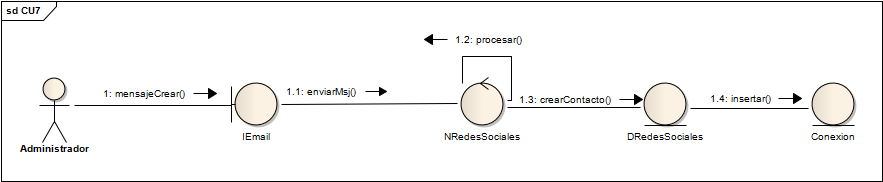 sd CU7
1.2: procesar()
1: mensajeCrear()
1.1: enviarMsj()
1.3: crearContacto()
1.4: insertar()
Administrador
IEmail
NRedesSociales
DRedesSociales
Conexion